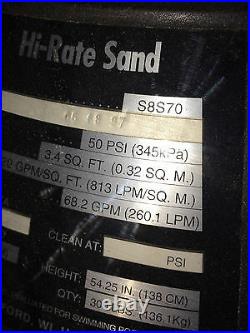 Hi-Rate Sand
S8S70
50 PSI (345kPa)
3.4 SQ. FT. (0.32 SQ. M.)
20 GPM/SQ. FT. (813 LPM/SQ. M.)
68.2 GPM (260.1 LPM)
CLEAN AT: PSI
HEIGHT: 54.25 IN. (138 CM)
QTY: LBS (136.1Kg)
FOR SWIMMING
WI